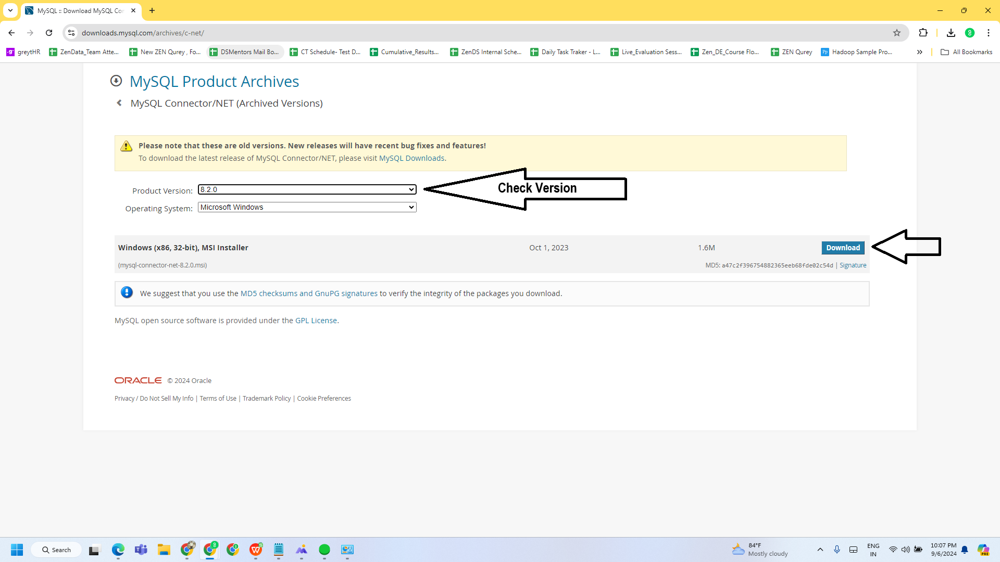 MySQL :: Download MySQL Co
downloads.mysql.com/archives/c-net/
greytHR
ZenData_Team Atte...
New ZEN Qurey , Fo...
DSMentors Mail Bo...
CT Schedule- Test D...
Cumulative_Results...
ZenDS Internal Sche...
Daily Task Traker - L...
Live_Evaluation Sess...
Zen_DE_Course Flo...
ZEN Qurey
Pp Hadoop Sample Pro...
All Bookmarks
MySQL Product Archives
MySQL Connector/NET (Archived Versions)
Please note that these are old versions. New releases will have recent bug fixes and features!
To download the latest release of MySQL Connector/NET, please visit MySQL Downloads.
Product Version: 8.2.0
Check Version
Operating System: Microsoft Windows
Windows (x86, 32-bit), MSI Installer Oct 1, 2023 1.6M Download
(mysql-connector-net-8.2.0.msi) MD5: a47c2f396754882365eeb68fde02c54d | Signature
We suggest that you use the MD5 checksums and GnuPG signatures to verify the integrity of the packages you download.
MySQL open source software is provided under the GPL License.
ORACLE © 2024 Oracle
Privacy / Do Not Sell My Info | Terms of Use | Trademark Policy | Cookie Preferences
Search
84°F
Mostly cloudy
ENG
IN
10:07 PM
9/6/2024
PRE